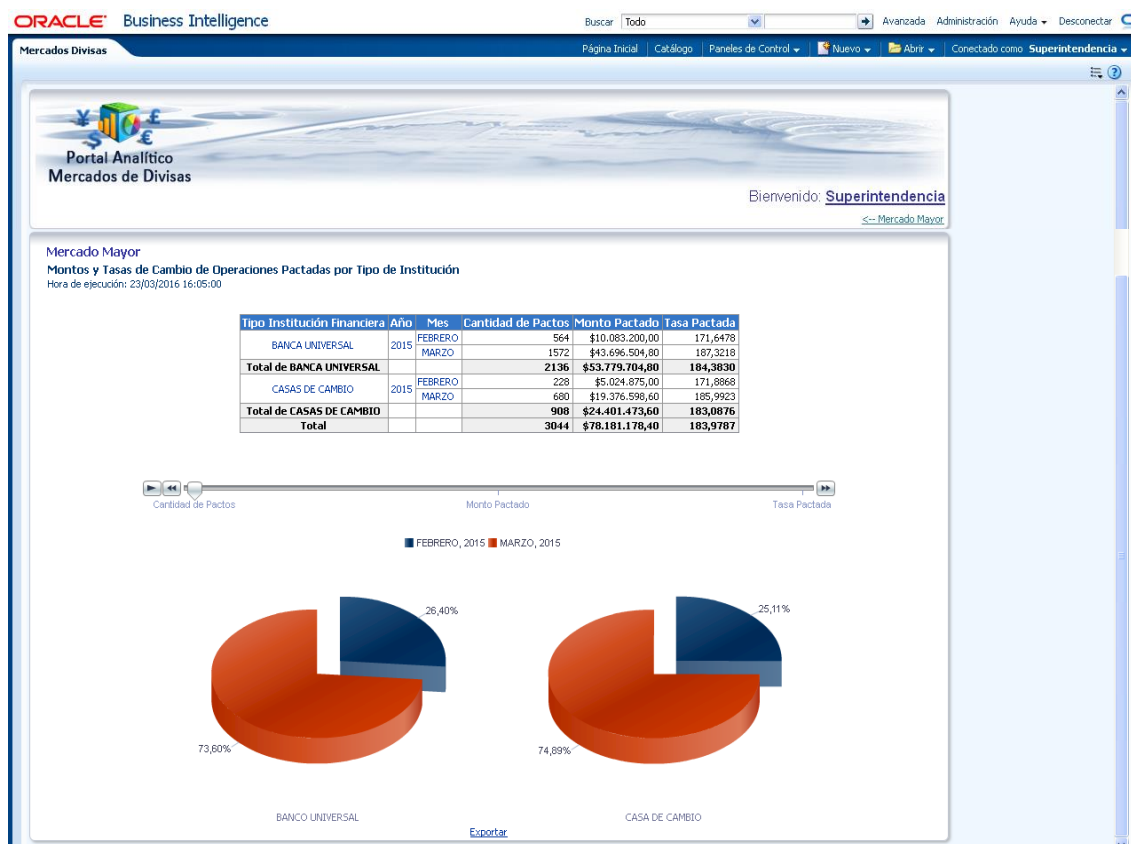 ORACLE Business Intelligence
Buscar Todo Avanzada Administración Ayuda Desconectar
Mercados Divisas
Página Inicial Catálogo Paneles de Control Nuevo Abrir Conectado como Superintendencia
Portal Analítico
Mercados de Divisas
Bienvenido: Superintendencia
<-- Mercado Mayor
Mercado Mayor
Montos y Tasas de Cambio de Operaciones Pactadas por Tipo de Institución
Hora de ejecución: 23/03/2016 16:05:00
Tipo Institución Financiera Año Mes Cantidad de Pactos Monto Pactado Tasa Pactada
BANCA UNIVERSAL 2015 FEBRERO 564 $10.083.200,00 171,6478
MARZO 1572 $43.696.504,80 187,3218
Total de BANCA UNIVERSAL 2136 $53.779.704,80 184,3830
CASAS DE CAMBIO 2015 FEBRERO 228 $5.024.875,00 171,8868
MARZO 680 $19.376.598,60 185,9923
Total de CASAS DE CAMBIO 908 $24.401.473,60 183,0876
Total 3044 $78.181.178,40 183,9787
Cantidad de Pactos Monto Pactado Tasa Pactada
FEBRERO, 2015 MARZO, 2015
26,40%
25,11%
73,60%
74,89%
BANCO UNIVERSAL CASA DE CAMBIO
Exportar